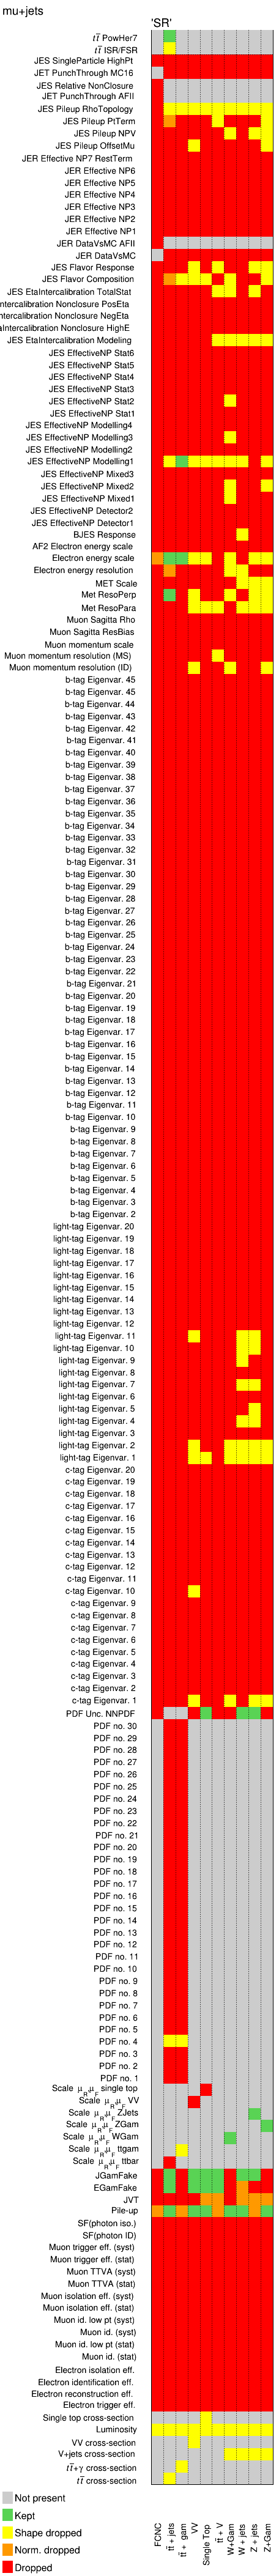 mu+jets
'SR'
tt̄ PowHer7
tt̄ ISR/FSR
JES SingleParticle HighPt
JET PunchThrough MC16
JES Relative NonClosure
JET PunchThrough AFII
JES Pileup RhoTopology
JES Pileup PtTerm
JES Pileup NPV
JES Pileup OffsetMu
JER Effective NP7 RestTerm
JER Effective NP6
JER Effective NP5
JER Effective NP4
JER Effective NP3
JER Effective NP2
JER Effective NP1
JER DataVsMC AFII
JER DataVsMC
JES Flavor Response
JES Flavor Composition
JES EtaIntercalibration TotalStat
ntercalibration Nonclosure PosEta
ntercalibration Nonclosure NegEta
aIntercalibration Nonclosure HighE
JES EtaIntercalibration Modeling
JES EffectiveNP Stat6
JES EffectiveNP Stat5
JES EffectiveNP Stat4
JES EffectiveNP Stat3
JES EffectiveNP Stat2
JES EffectiveNP Stat1
JES EffectiveNP Modelling4
JES EffectiveNP Modelling3
JES EffectiveNP Modelling2
JES EffectiveNP Modelling1
JES EffectiveNP Mixed3
JES EffectiveNP Mixed2
JES EffectiveNP Mixed1
JES EffectiveNP Detector2
JES EffectiveNP Detector1
BJES Response
AF2 Electron energy scale
Electron energy scale
Electron energy resolution
MET Scale
Met ResoPerp
Met ResoPara
Muon Sagitta Rho
Muon Sagitta ResBias
Muon momentum scale
Muon momentum resolution (MS)
Muon momentum resolution (ID)
b-tag Eigenvar. 45
b-tag Eigenvar. 45
b-tag Eigenvar. 44
b-tag Eigenvar. 43
b-tag Eigenvar. 42
b-tag Eigenvar. 41
b-tag Eigenvar. 40
b-tag Eigenvar. 39
b-tag Eigenvar. 38
b-tag Eigenvar. 37
b-tag Eigenvar. 36
b-tag Eigenvar. 35
b-tag Eigenvar. 34
b-tag Eigenvar. 33
b-tag Eigenvar. 32
b-tag Eigenvar. 31
b-tag Eigenvar. 30
b-tag Eigenvar. 29
b-tag Eigenvar. 28
b-tag Eigenvar. 27
b-tag Eigenvar. 26
b-tag Eigenvar. 25
b-tag Eigenvar. 24
b-tag Eigenvar. 23
b-tag Eigenvar. 22
b-tag Eigenvar. 21
b-tag Eigenvar. 20
b-tag Eigenvar. 19
b-tag Eigenvar. 18
b-tag Eigenvar. 17
b-tag Eigenvar. 16
b-tag Eigenvar. 15
b-tag Eigenvar. 14
b-tag Eigenvar. 13
b-tag Eigenvar. 12
b-tag Eigenvar. 11
b-tag Eigenvar. 10
b-tag Eigenvar. 9
b-tag Eigenvar. 8
b-tag Eigenvar. 7
b-tag Eigenvar. 6
b-tag Eigenvar. 5
b-tag Eigenvar. 4
b-tag Eigenvar. 3
b-tag Eigenvar. 2
light-tag Eigenvar. 20
light-tag Eigenvar. 19
light-tag Eigenvar. 18
light-tag Eigenvar. 17
light-tag Eigenvar. 16
light-tag Eigenvar. 15
light-tag Eigenvar. 14
light-tag Eigenvar. 13
light-tag Eigenvar. 12
light-tag Eigenvar. 11
light-tag Eigenvar. 10
light-tag Eigenvar. 9
light-tag Eigenvar. 8
light-tag Eigenvar. 7
light-tag Eigenvar. 6
light-tag Eigenvar. 5
light-tag Eigenvar. 4
light-tag Eigenvar. 3
light-tag Eigenvar. 2
light-tag Eigenvar. 1
c-tag Eigenvar. 20
c-tag Eigenvar. 19
c-tag Eigenvar. 18
c-tag Eigenvar. 17
c-tag Eigenvar. 16
c-tag Eigenvar. 15
c-tag Eigenvar. 14
c-tag Eigenvar. 13
c-tag Eigenvar. 12
c-tag Eigenvar. 11
c-tag Eigenvar. 10
c-tag Eigenvar. 9
c-tag Eigenvar. 8
c-tag Eigenvar. 7
c-tag Eigenvar. 6
c-tag Eigenvar. 5
c-tag Eigenvar. 4
c-tag Eigenvar. 3
c-tag Eigenvar. 2
c-tag Eigenvar. 1
PDF Unc. NNPDF
PDF no. 30
PDF no. 29
PDF no. 28
PDF no. 27
PDF no. 26
PDF no. 25
PDF no. 24
PDF no. 23
PDF no. 22
PDF no. 21
PDF no. 20
PDF no. 19
PDF no. 18
PDF no. 17
PDF no. 16
PDF no. 15
PDF no. 14
PDF no. 13
PDF no. 12
PDF no. 11
PDF no. 10
PDF no. 9
PDF no. 8
PDF no. 7
PDF no. 6
PDF no. 5
PDF no. 4
PDF no. 3
PDF no. 2
PDF no. 1
Scale μ_R μ_F single top
Scale μ_R μ_F VV
Scale μ_R μ_F ZJets
Scale μ_R μ_F ZGam
Scale μ_R μ_F WGam
Scale μ_R μ_F ttgam
Scale μ_R μ_F ttbar
JGamFake
EGamFake
JVT
Pile-up
SF(photon iso.)
SF(photon ID)
Muon trigger eff. (syst)
Muon trigger eff. (stat)
Muon TTVA (syst)
Muon TTVA (stat)
Muon isolation eff. (syst)
Muon isolation eff. (stat)
Muon id. low pt (syst)
Muon id. (syst)
Muon id. low pt (stat)
Muon id. (stat)
Electron isolation eff.
Electron identification eff.
Electron reconstruction eff.
Electron trigger eff.
Single top cross-section
Luminosity
VV cross-section
V+jets cross-section
tt̄+γ cross-section
tt̄ cross-section
FCNC
tt̄ + jets
tt̄ + gam
VV
Single Top
tt̄ + V
W+Gam
W + jets
Z + jets
Z+Gam
Not present
Kept
Shape dropped
Norm. dropped
Dropped